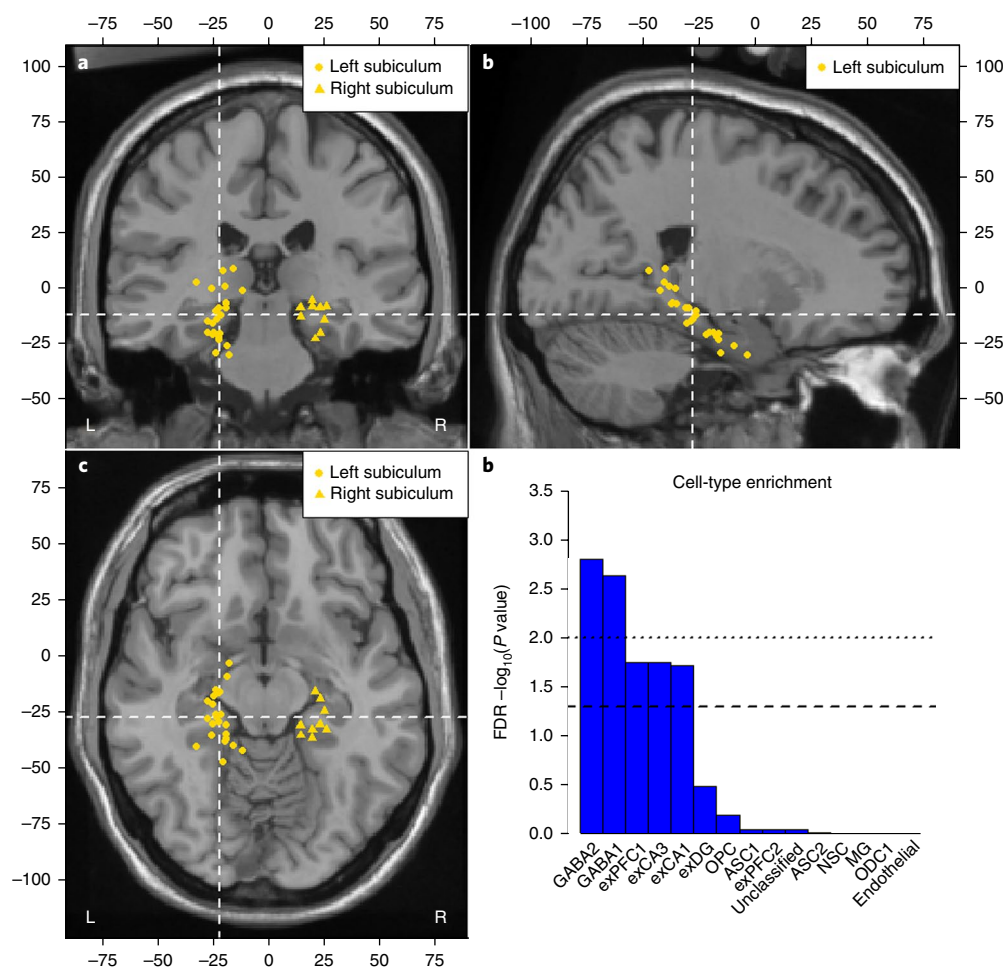 −75 −50 −25 0 25 50 75
−100 −75 −50 −25 0 25 50 75
a
Left subiculum
Right subiculum
100
75
50
25
0
−25
−50
L
R
b
Left subiculum
100
75
50
25
0
−25
−50
c
Left subiculum
Right subiculum
75
50
25
0
−25
−50
−75
−100
L
R
−75 −50 −25 0 25 50 75
b
Cell-type enrichment
FDR −log10(P value)
3.5
3.0
2.5
2.0
1.5
1.0
0.5
0.0
GABA2
GABA1
exPFC1
exCA3
exCA1
exDG
OPC
ASC1
exPFC2
Unclassified
ASC2
NSC
MG
ODC1
Endothelial